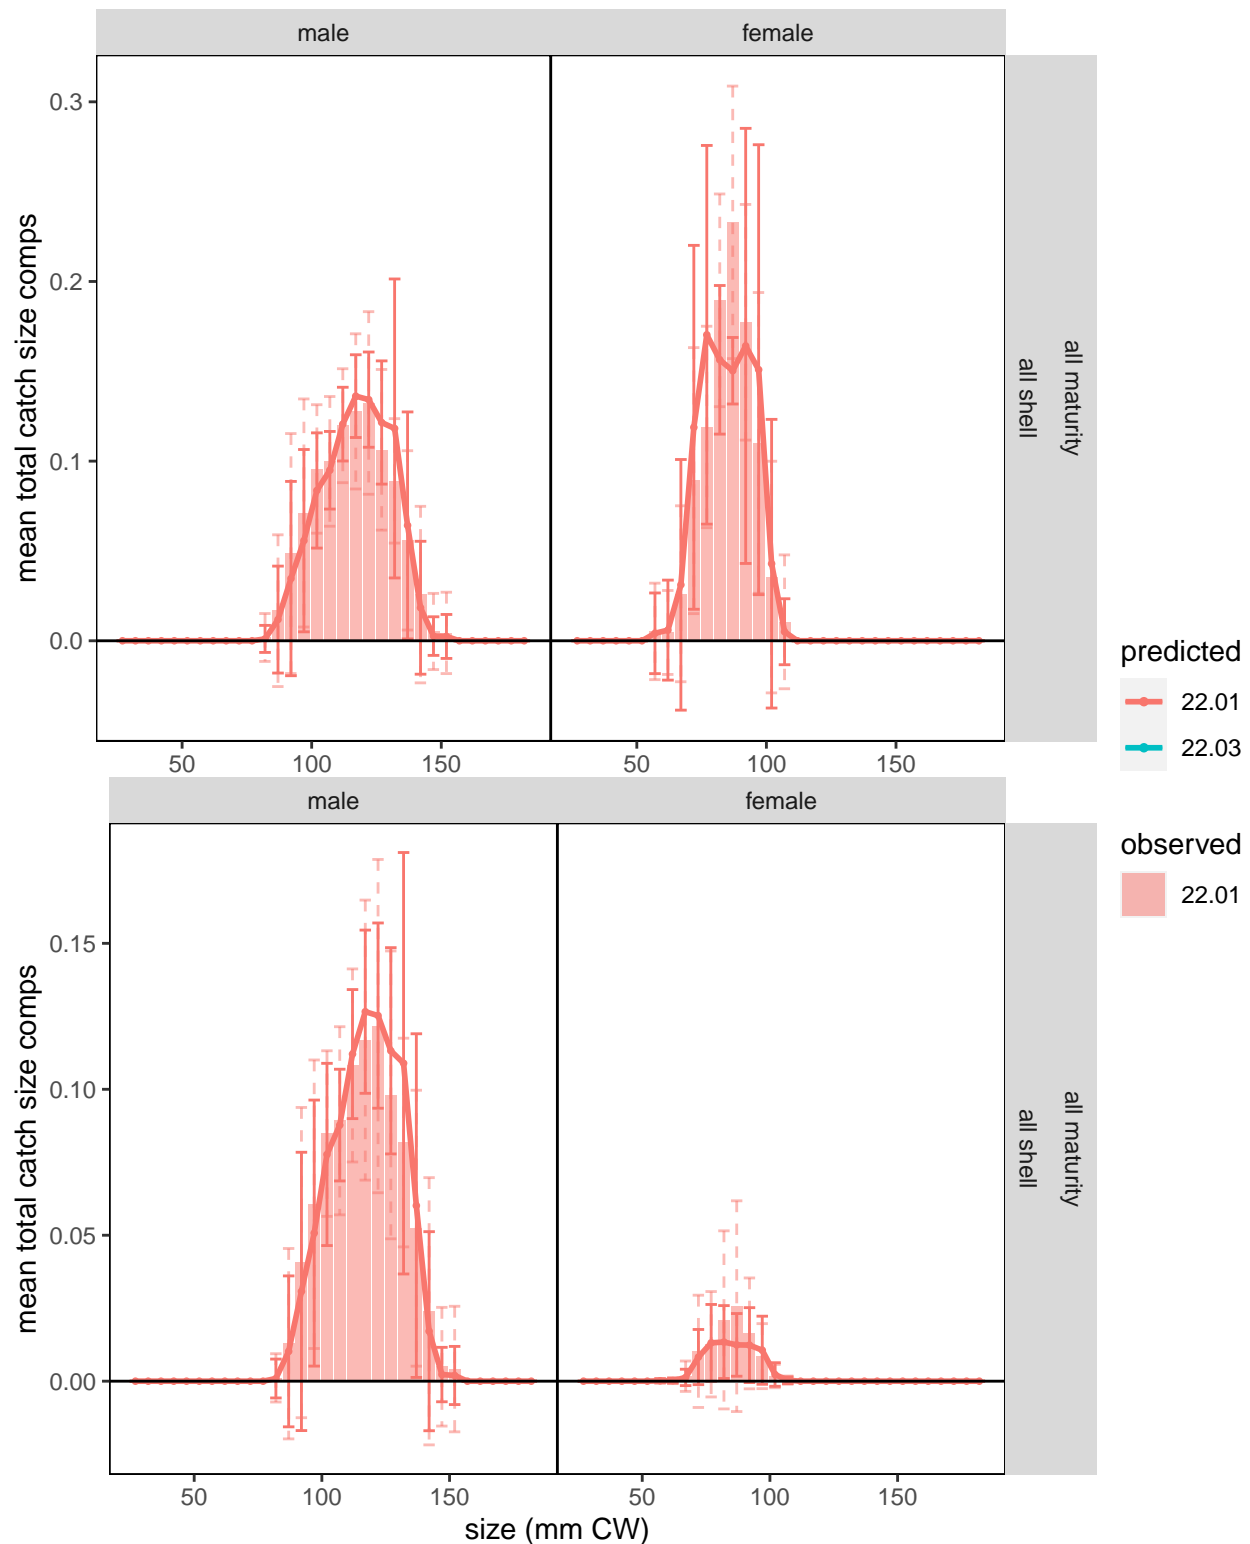 male female
0.3
0.2
0.1
0.0
mean total catch size comps
all maturity
all shell
50 100 150 50 100 150
male female
0.15
0.10
0.05
0.00
mean total catch size comps
all maturity
all shell
50 100 150 50 100 150
size (mm CW)
predicted
22.01
22.03
observed
22.01